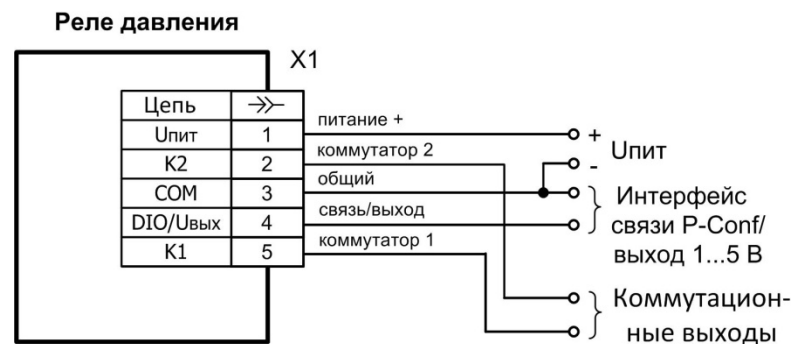 Реле давления
X1
Цепь
Uпит 1
K2 2
COM 3
DIO/Uвых 4
K1 5
питание +
коммутатор 2
общий
связь/выход
коммутатор 1
+
-
Uпит
Интерфейс
связи P-Conf/
выход 1...5 В
Коммутацион-
ные выходы